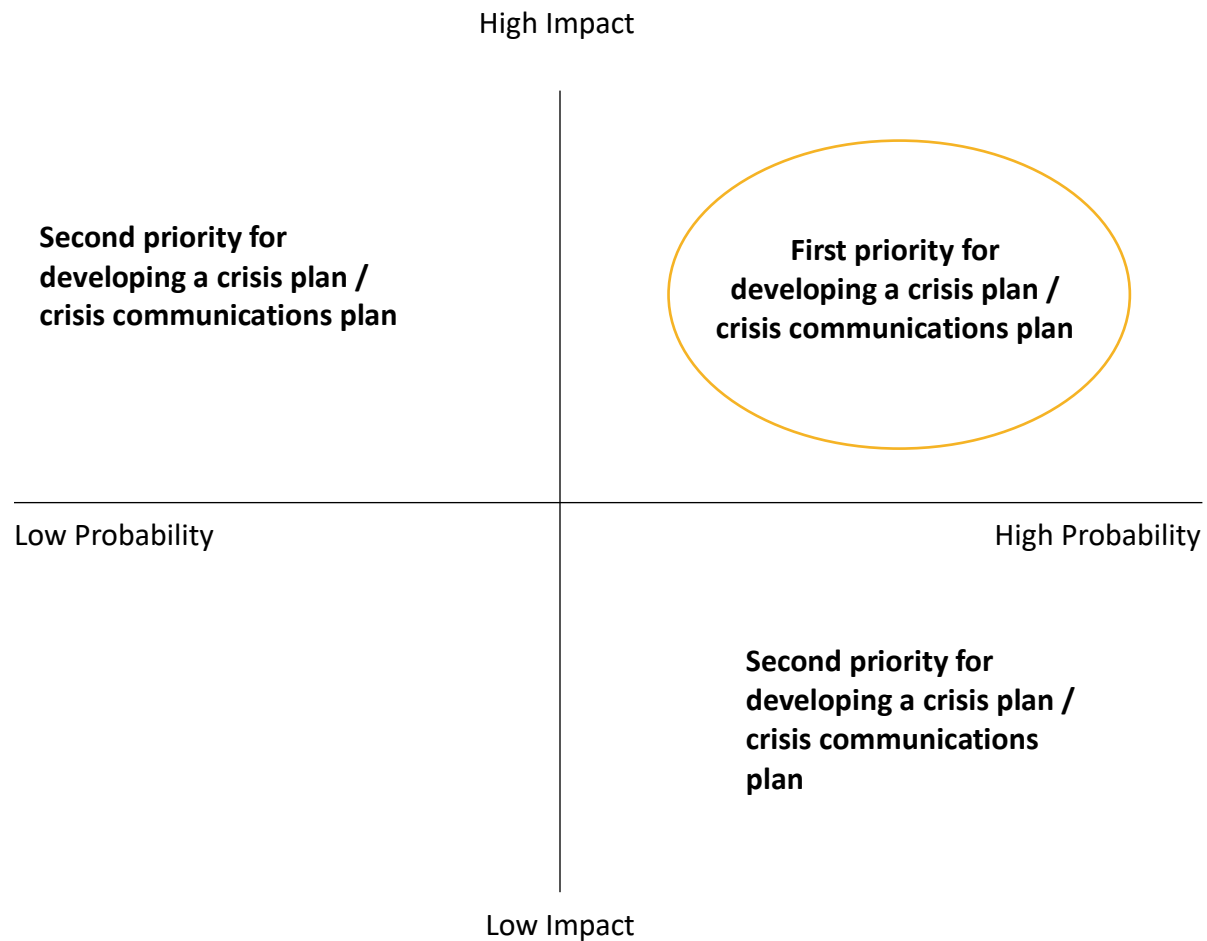 High Impact
Second priority for
developing a crisis plan /
crisis communications plan
First priority for
developing a crisis plan /
crisis communications plan
Low Probability
High Probability
Second priority for
developing a crisis plan /
crisis communications
plan
Low Impact